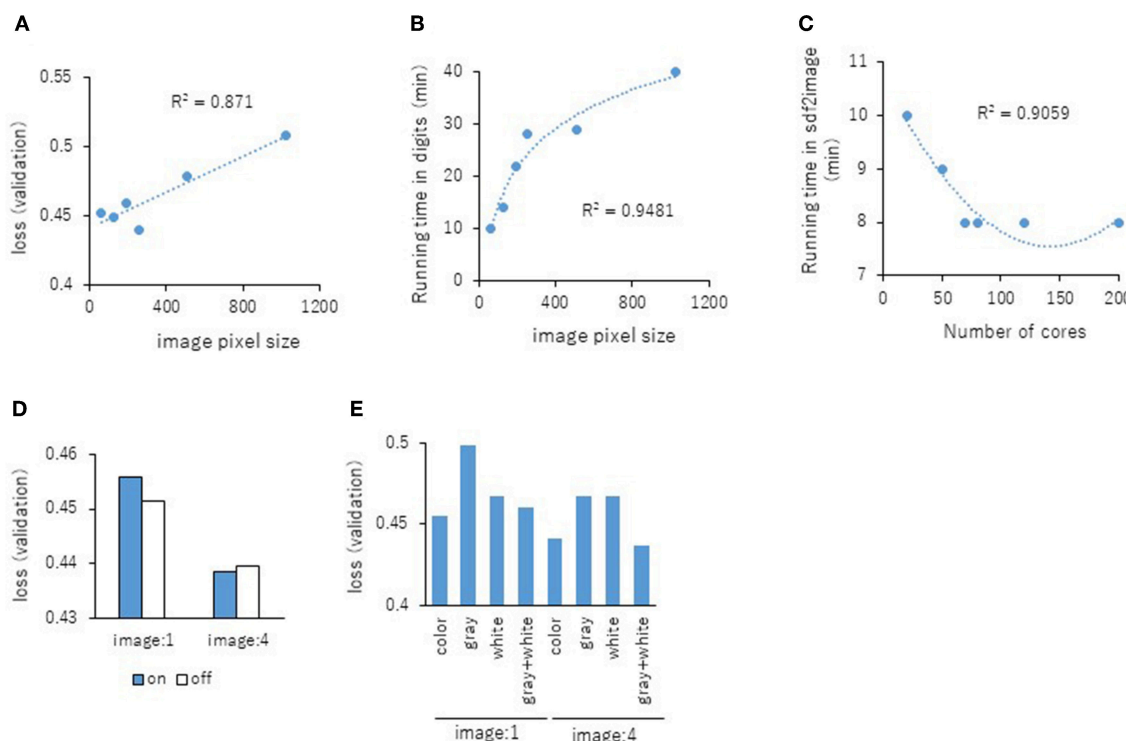 A
loss (validation)
0.55
0.5
0.45
0.4
R² = 0.871
0
400
800
1200
image pixel size
B
Running time in digits (min)
40
30
20
10
0
R² = 0.9481
0
400
800
1200
image pixel size
C
Running time in sdf2image
(min)
11
10
9
8
7
R² = 0.9059
0
50
100
150
200
Number of cores
D
loss (validation)
0.46
0.45
0.44
0.43
image:1
image:4
on
off
E
loss (validation)
0.5
0.45
0.4
color
gray
white
gray+white
color
gray
white
gray+white
image:1
image:4